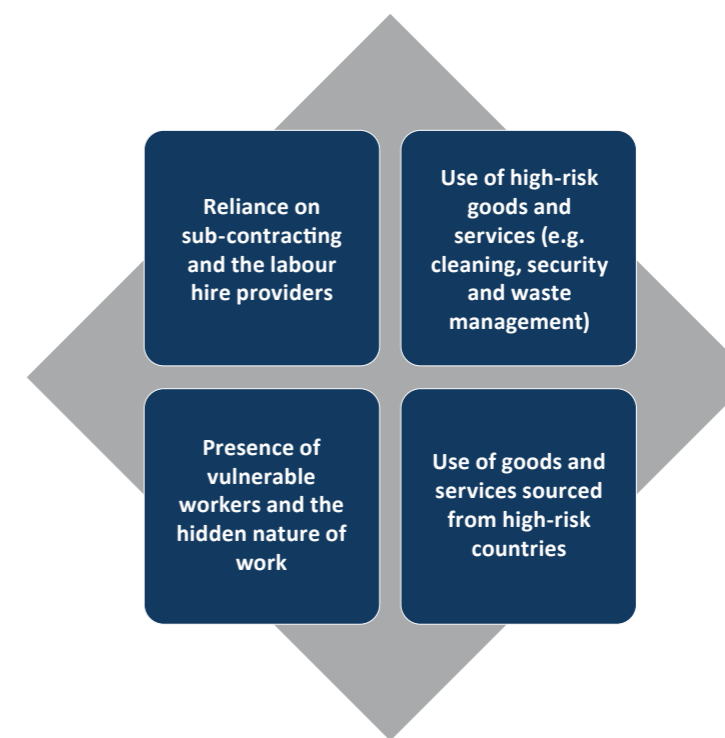 Reliance on
sub-contracting
and the labour
hire providers
Use of high-risk
goods and
services (e.g.
cleaning, security
and waste
management)
Presence of
vulnerable
workers and the
hidden nature of
work
Use of goods and
services sourced
from high-risk
countries